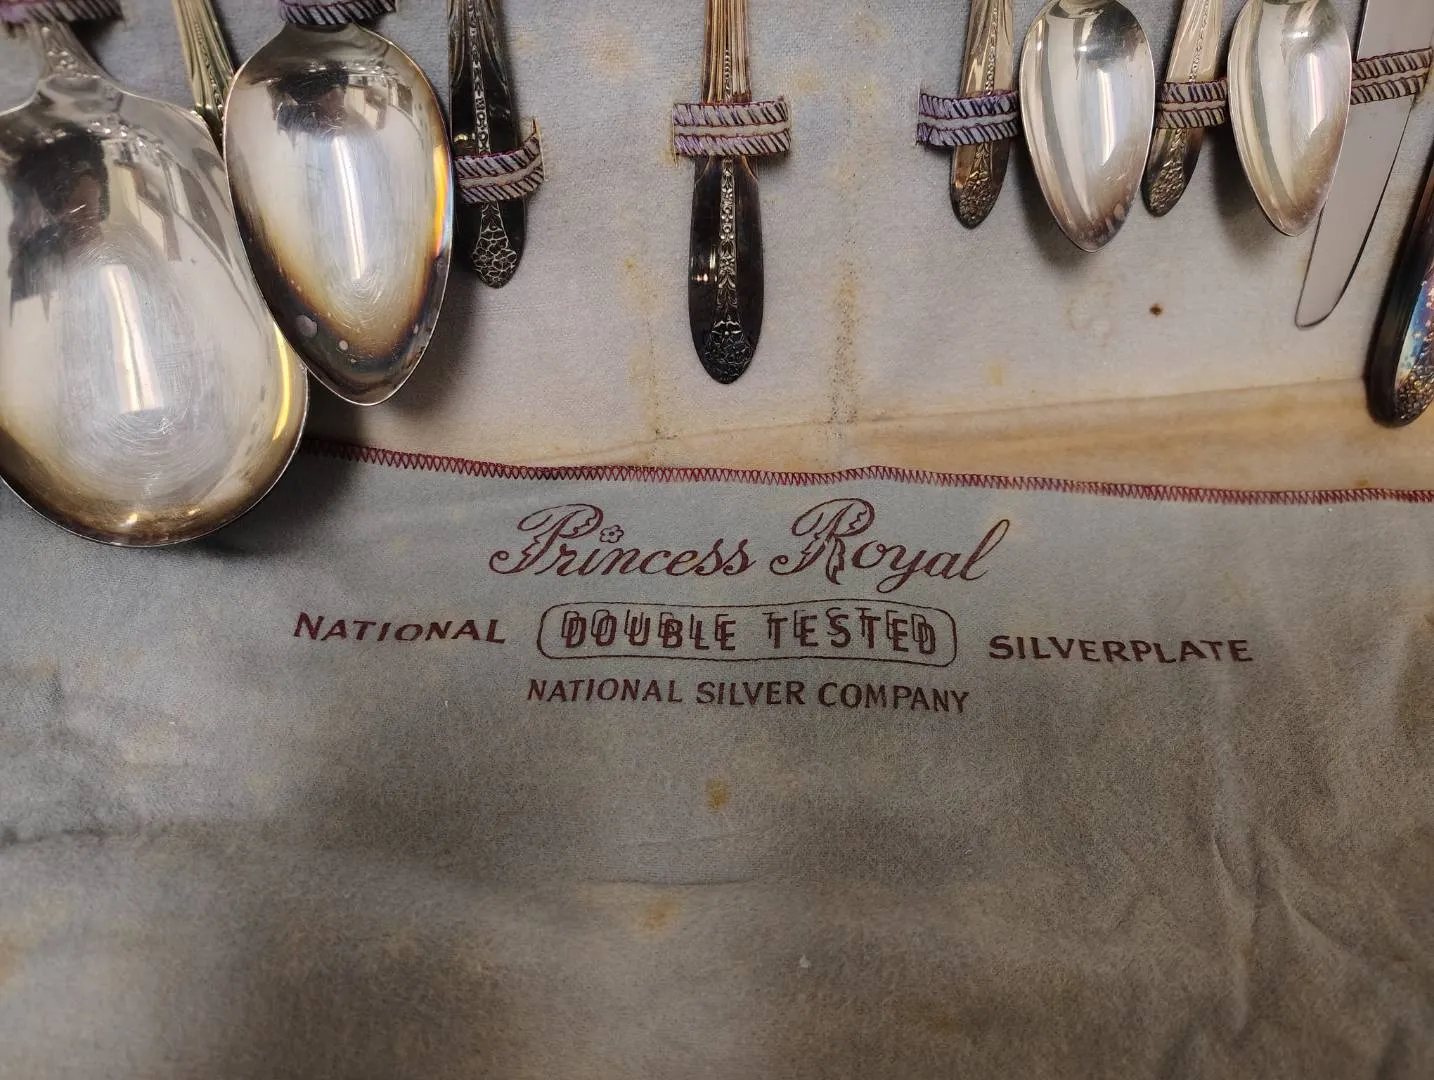 Princess Royal
NATIONAL DOUBLE TESTED SILVERPLATE
NATIONAL SILVER COMPANY